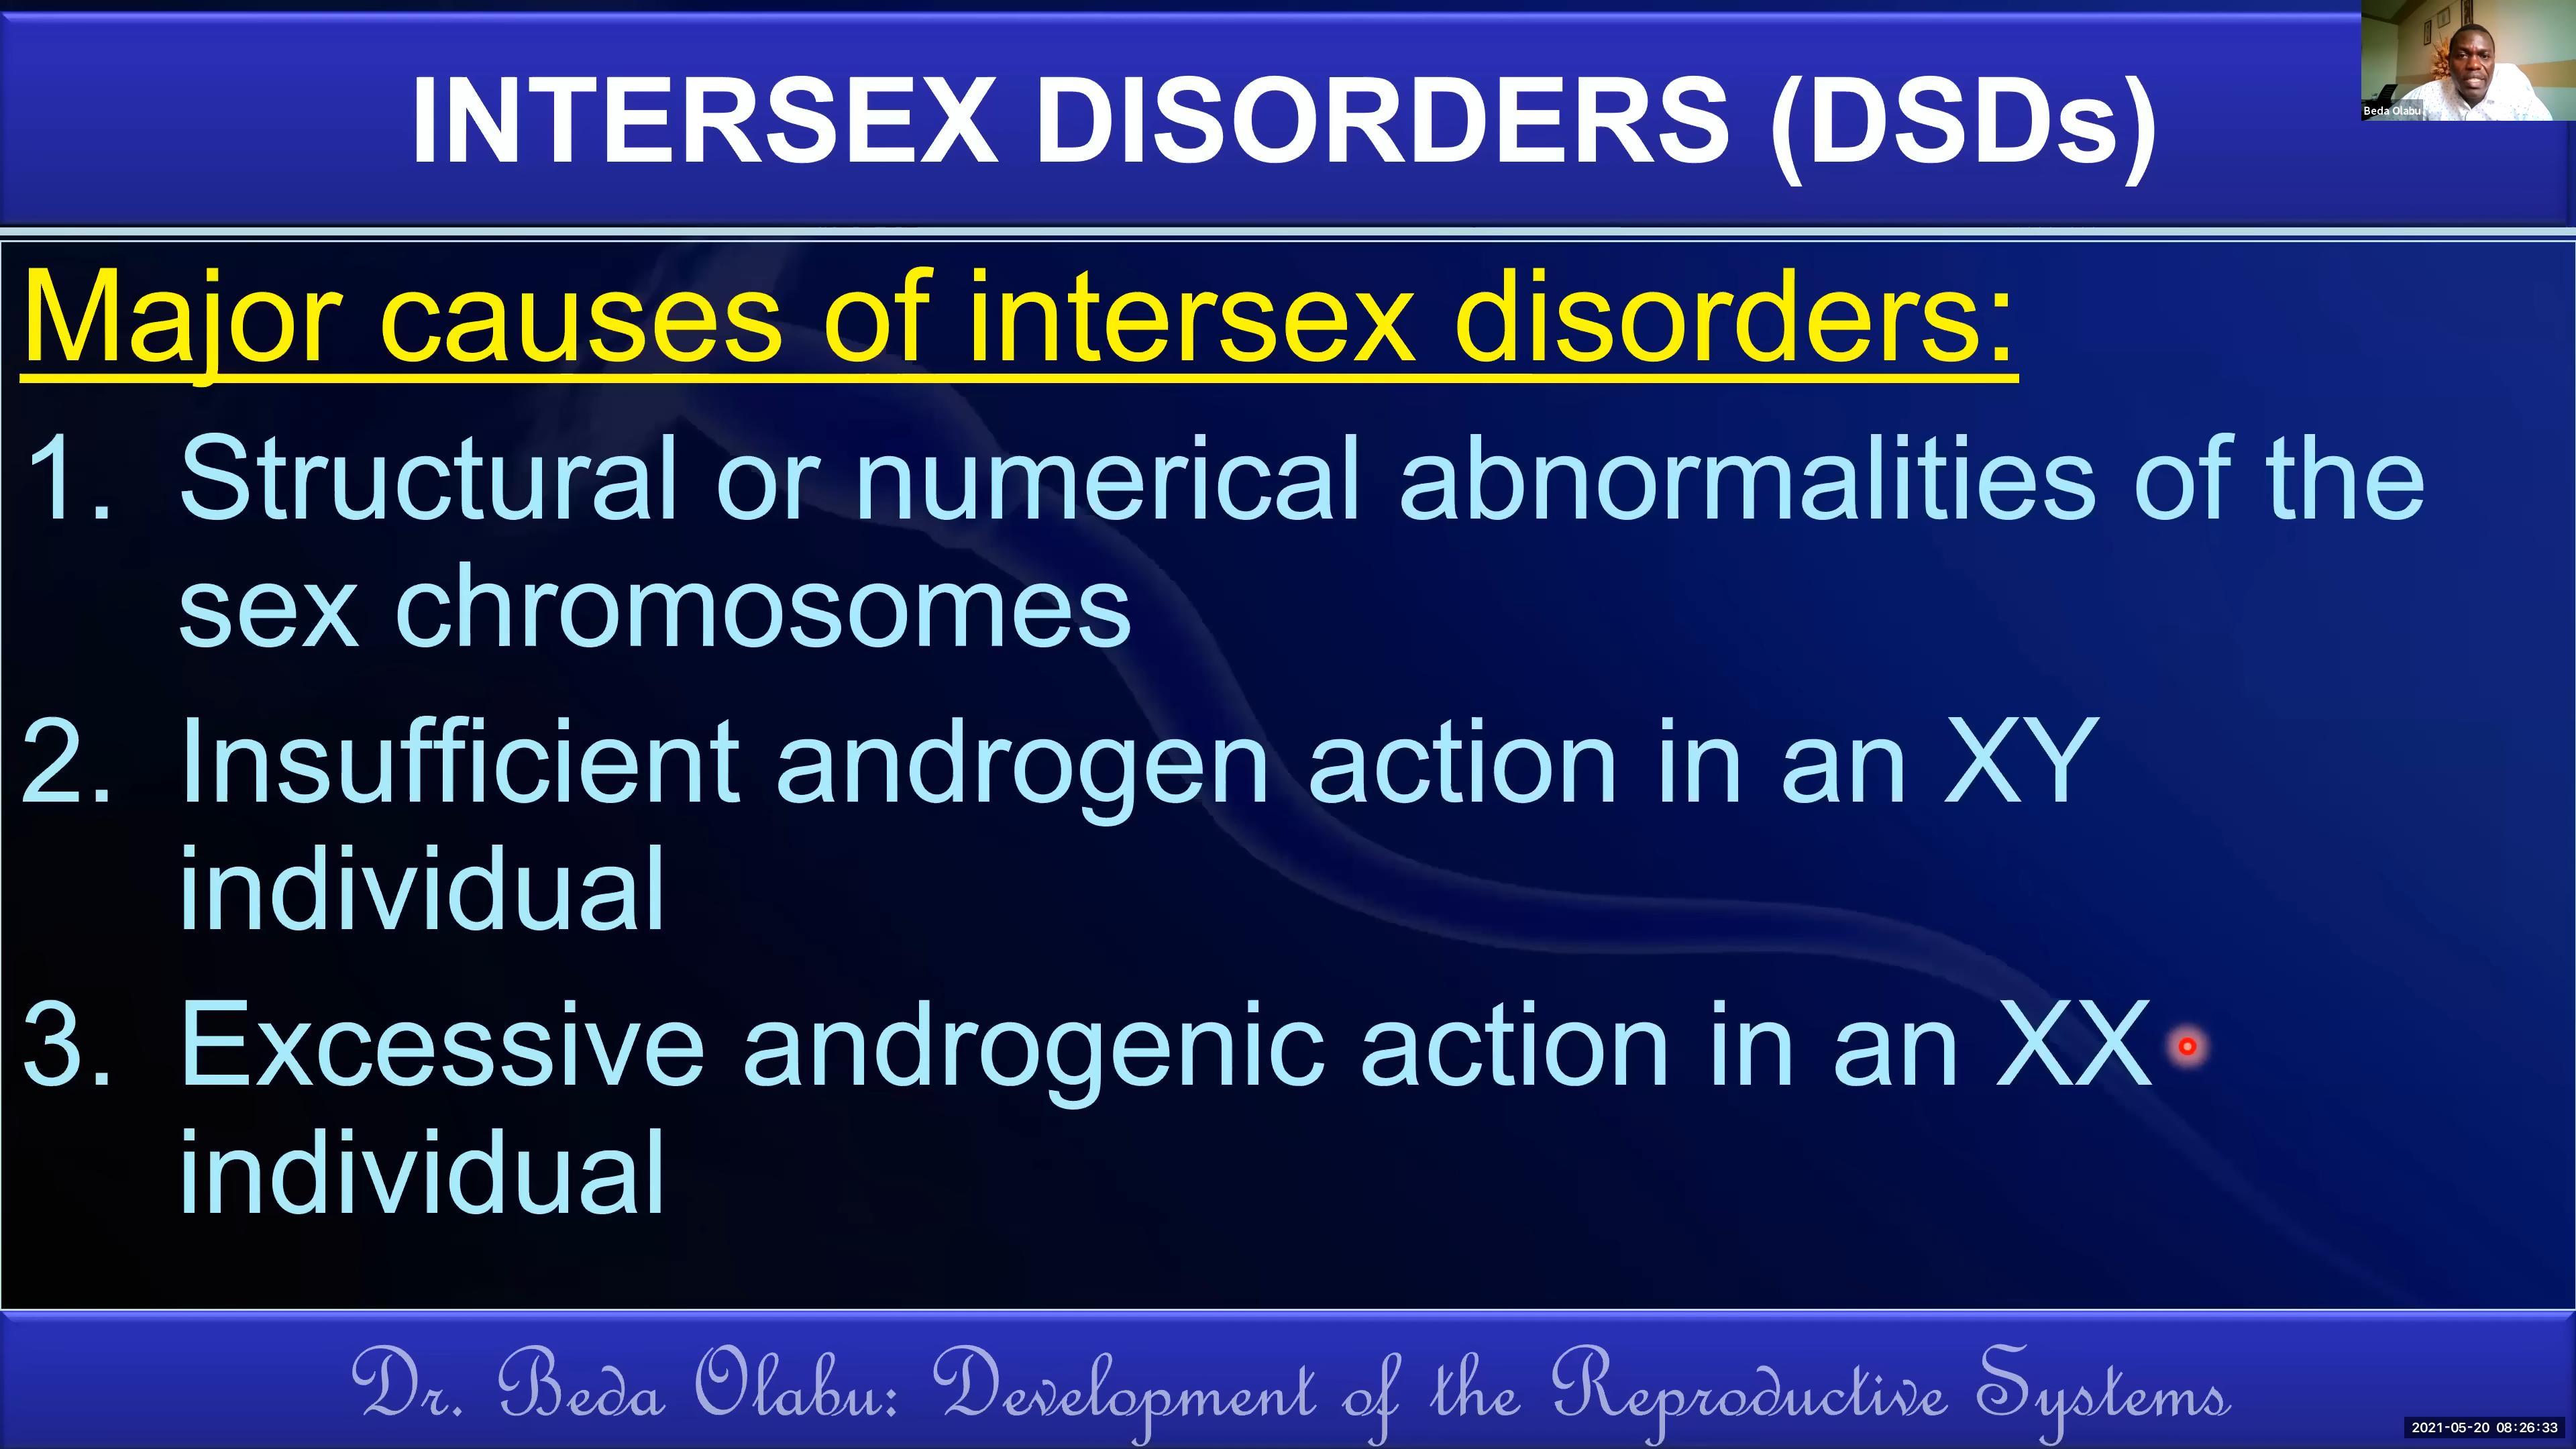 INTERSEX DISORDERS (DSDs)
Beda Olabu
Major causes of intersex disorders:
1. Structural or numerical abnormalities of the
sex chromosomes
2. Insufficient androgen action in an XY
individual
3. Excessive androgenic action in an XX
individual
Dr. Beda Olabu: Development of the Reproductive Systems
2021-05-20 08:26:33